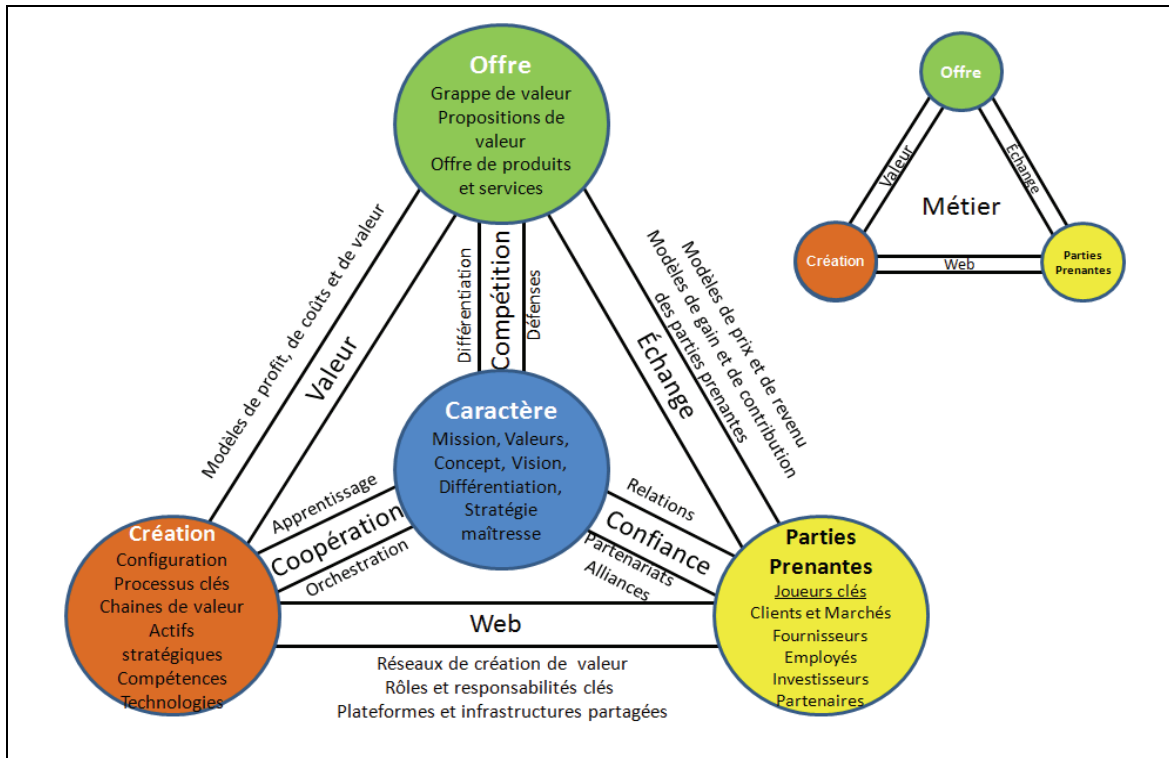 Offre
Grappe de valeur
Propositions de
valeur
Offre de produits
et services
Modèles de profit, de coûts et de valeur
Valeur
Différentiation
Compétition
Défenses
Échange
Modèles de prix et de revenu
Modèles de gain et de contribution
des parties prenantes
Caractère
Mission, Valeurs,
Concept, Vision,
Différentiation,
Stratégie
maîtresse
Apprentissage
Coopération
Orchestration
Relations
Confiance
Partenariats
Alliances
Création
Configuration
Processus clés
Chaines de valeur
Actifs
stratégiques
Compétences
Technologies
Web
Réseaux de création de valeur
Rôles et responsabilités clés
Plateformes et infrastructures partagées
Parties
Prenantes
Joueurs clés
Clients et Marchés
Fournisseurs
Employés
Investisseurs
Partenaires
Offre
Valeur
Échange
Métier
Création
Web
Parties
Prenantes